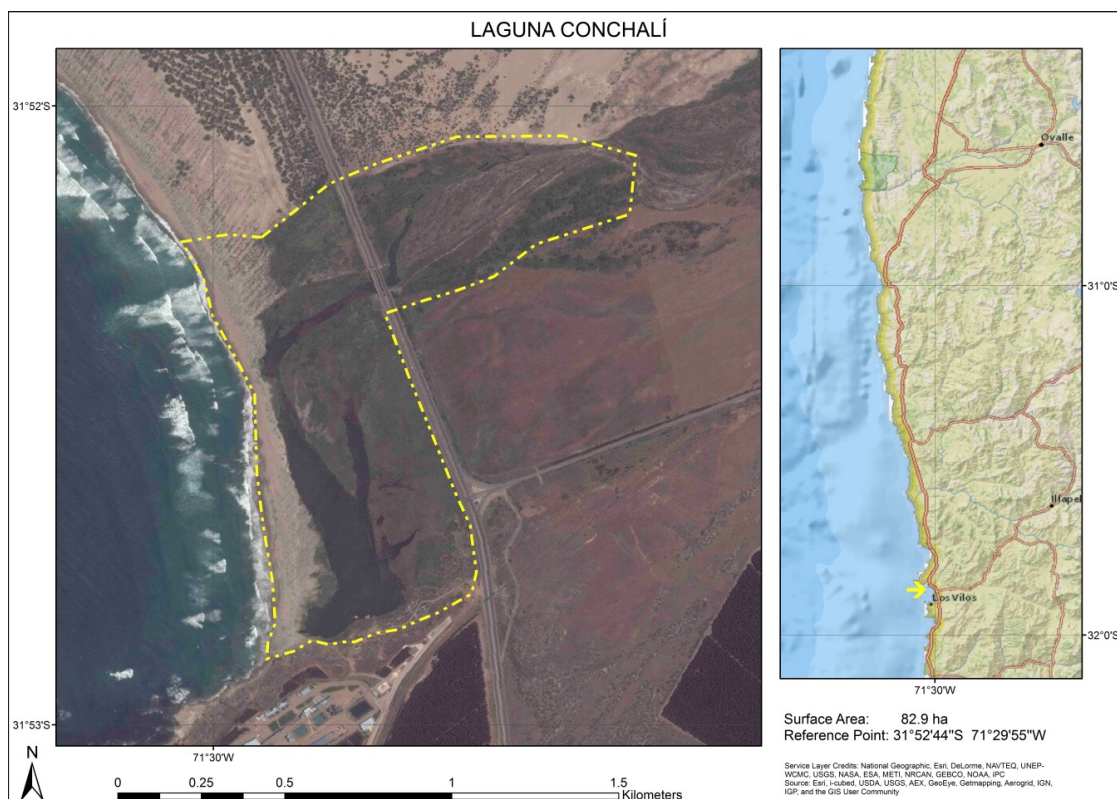 LAGUNA CONCHALÍ
31°52'S
31°53'S
71°30'W
N
0 0.25 0.5 1 1.5
Kilometers
Ovalle
31°0'S
Illapel
Los Vilos
32°0'S
71°30'W
Surface Area: 82.9 ha
Reference Point: 31°52'44"S 71°29'55"W
Service Layer Credits: National Geographic, Esri, DeLorme, NAVTEQ, UNEP-
WCMC, USGS, NASA, ESA, METI, NRCAN, GEBCO, NOAA, iPC
Source: Esri, i-cubed, USDA, USGS, AEX, GeoEye, Getmapping, Aerogrid, IGN,
IGP, and the GIS User Community